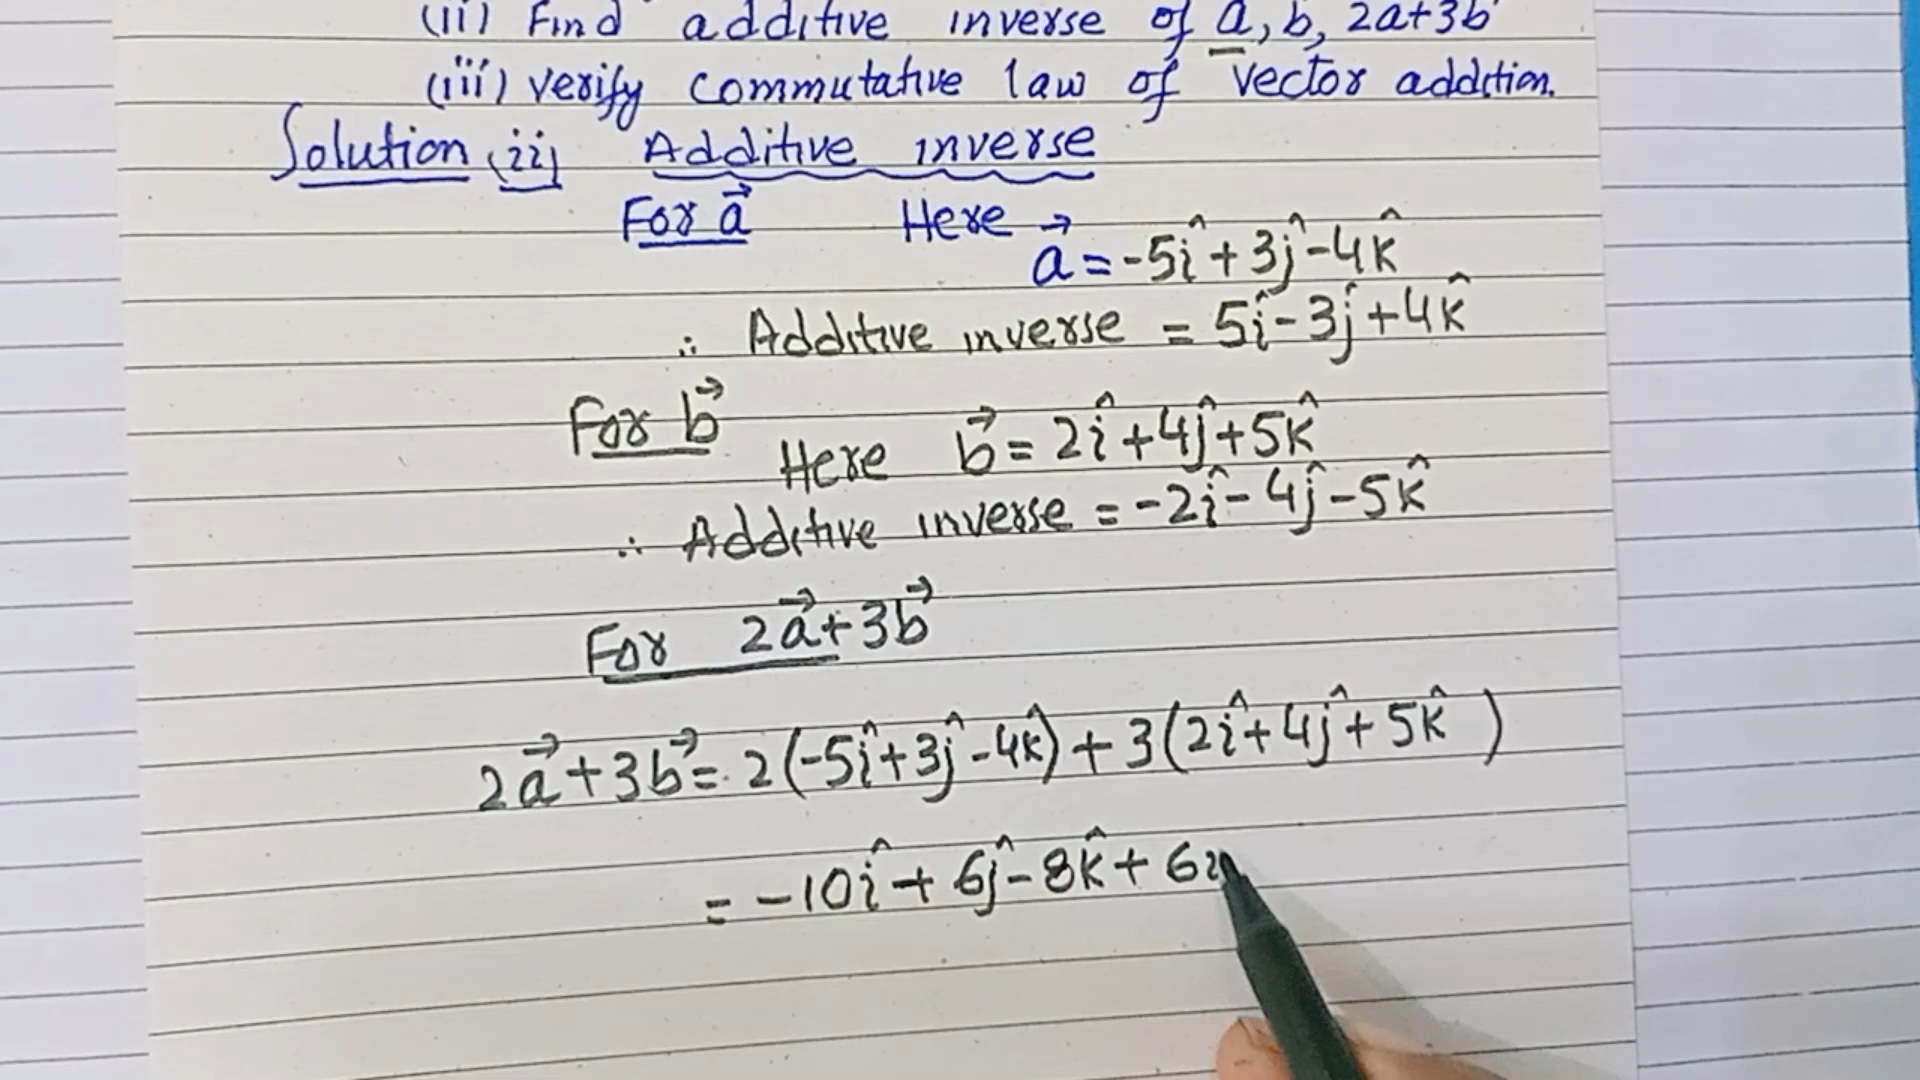 (ii) Find additive inverse of a, b, 2a+3b
(iii) verify commutative law of vector addition.
Solution (ii) Additive inverse
For a⃗ Here a⃗ = -5î + 3ĵ - 4k̂
∴ Additive inverse = 5î - 3ĵ + 4k̂
For b⃗
Here b⃗ = 2î + 4ĵ + 5k̂
∴ Additive inverse = -2î - 4ĵ - 5k̂
For 2a⃗ + 3b⃗
2a⃗ + 3b⃗ = 2(-5î + 3ĵ - 4k̂) + 3(2î + 4ĵ + 5k̂)
= -10î + 6ĵ - 8k̂ + 6i